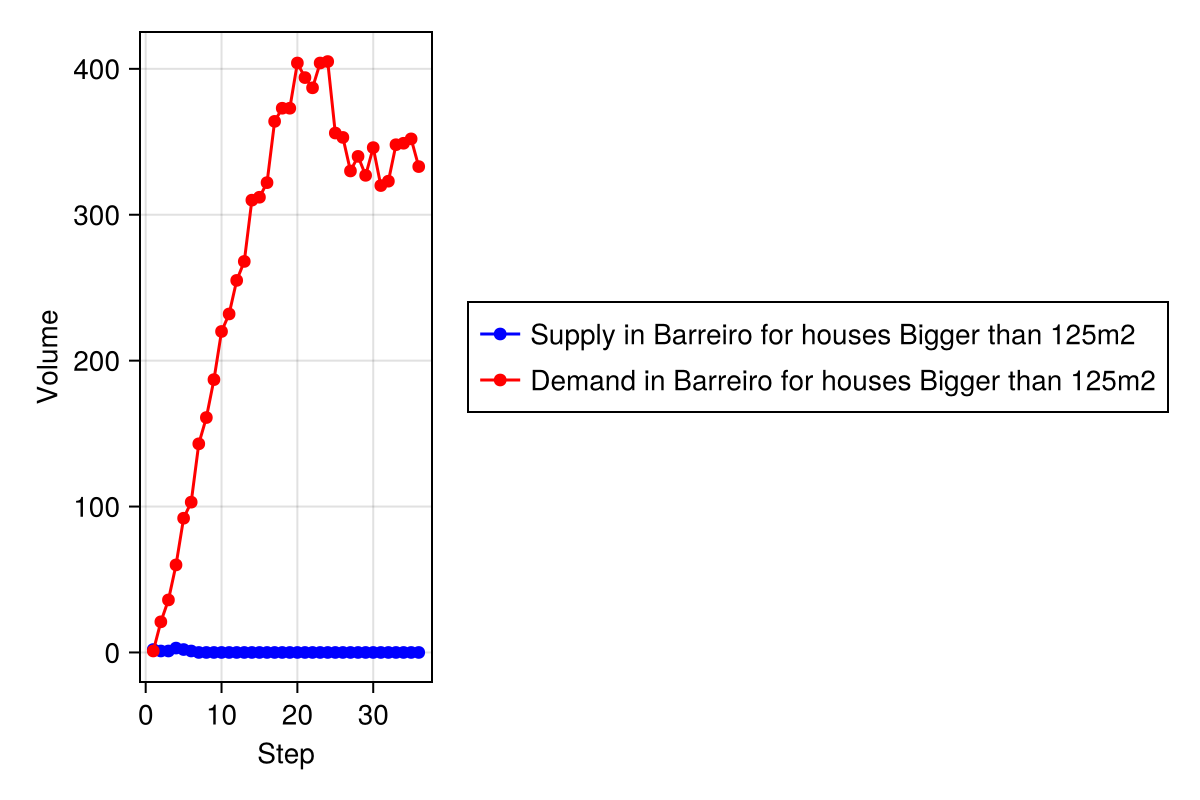 400
300
200
100
0
Volume
0 10 20 30
Step
Supply in Barreiro for houses Bigger than 125m2
Demand in Barreiro for houses Bigger than 125m2